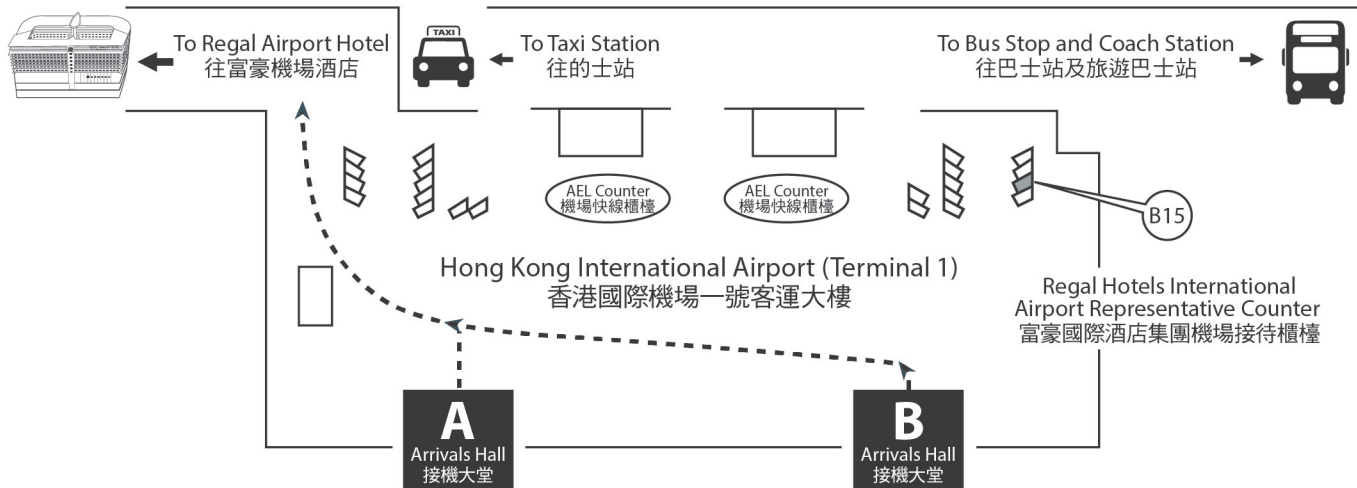 To Regal Airport Hotel
往富豪機場酒店
TAXI
To Taxi Station
往的士站
To Bus Stop and Coach Station
往巴士站及旅遊巴士站
AEL Counter
機場快線櫃檯
AEL Counter
機場快線櫃檯
B15
Hong Kong International Airport (Terminal 1)
香港國際機場一號客運大樓
Regal Hotels International
Airport Representative Counter
富豪國際酒店集團機場接待櫃檯
A
Arrivals Hall
接機大堂
B
Arrivals Hall
接機大堂